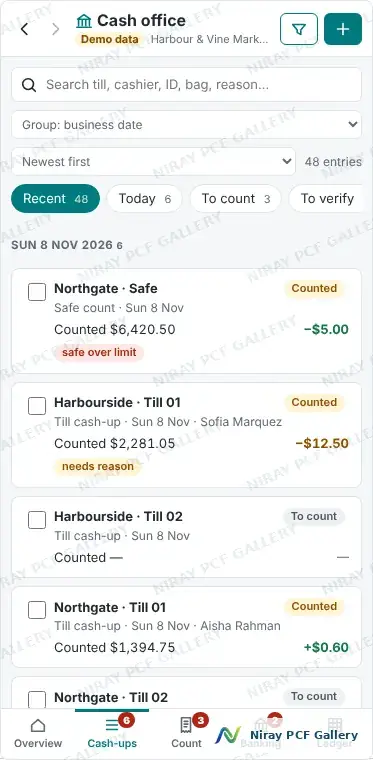 Cash office
Demo data Harbour & Vine Mark...
Search till, cashier, ID, bag, reason...
Group: business date
Newest first
48 entries
Recent 48
Today 6
To count 3
To verify
SUN 8 NOV 2026 6
Northgate · Safe
Counted
Safe count · Sun 8 Nov
Counted $6,420.50
−$5.00
safe over limit
Harbourside · Till 01
Counted
Till cash-up · Sun 8 Nov · Sofia Marquez
Counted $2,281.05
−$12.50
needs reason
Harbourside · Till 02
To count
Till cash-up · Sun 8 Nov
Counted —
—
Northgate · Till 01
Counted
Till cash-up · Sun 8 Nov · Aisha Rahman
Counted $1,394.75
+$0.60
Northgate · Till 02
To count
6
3
Overview
Cash-ups
Count
Banking
Ledger
Niray PCF Gallery
NIRAY PCF GALLERY